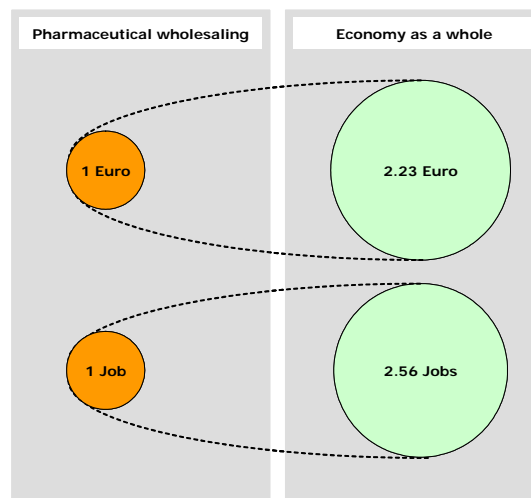 Pharmaceutical wholesaling
Economy as a whole
1 Euro
2.23 Euro
1 Job
2.56 Jobs